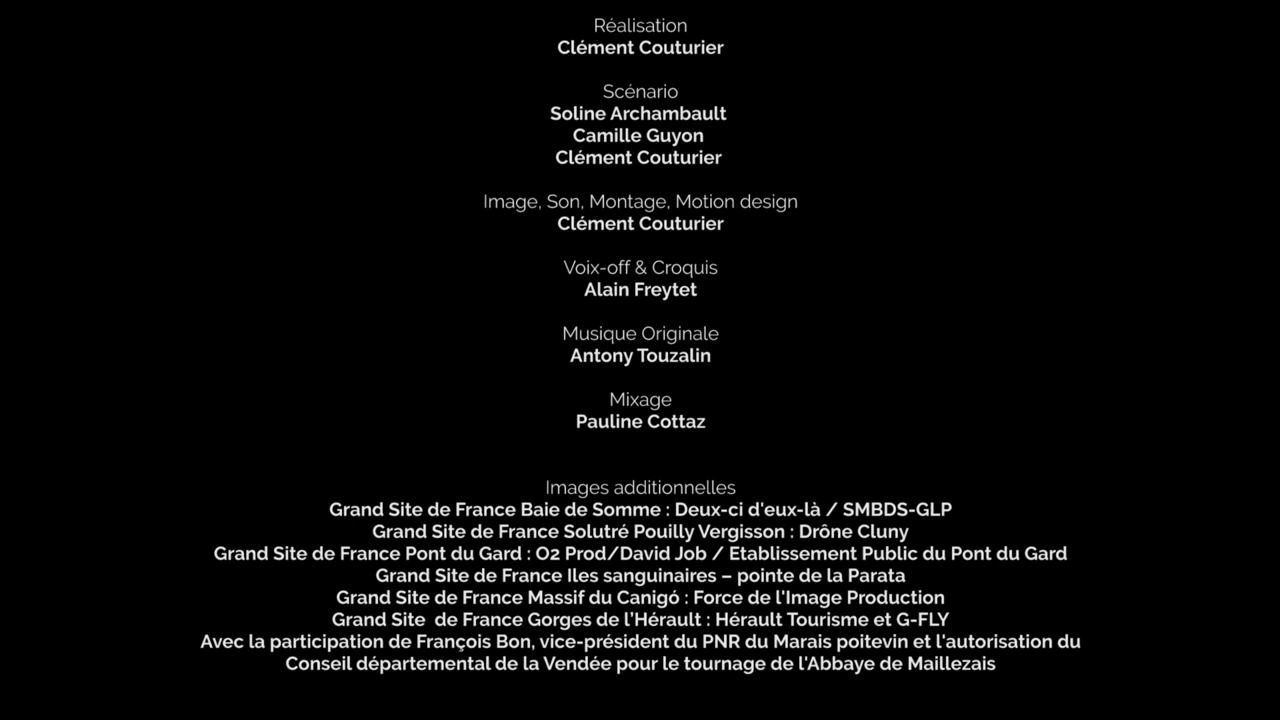 Réalisation
Clément Couturier
Scénario
Soline Archambault
Camille Guyon
Clément Couturier
Image, Son, Montage, Motion design
Clément Couturier
Voix-off & Croquis
Alain Freytet
Musique Originale
Antony Touzalin
Mixage
Pauline Cottaz
Images additionnelles
Grand Site de France Baie de Somme : Deux-ci d'eux-là / SMBDS-GLP
Grand Site de France Solutré Pouilly Vergisson : Drône Cluny
Grand Site de France Pont du Gard : O2 Prod/David Job / Etablissement Public du Pont du Gard
Grand Site de France Iles sanguinaires – pointe de la Parata
Grand Site de France Massif du Canigó : Force de l'Image Production
Grand Site  de France Gorges de l’Hérault : Hérault Tourisme et G-FLY
Avec la participation de François Bon, vice-président du PNR du Marais poitevin et l'autorisation du
Conseil départemental de la Vendée pour le tournage de l'Abbaye de Maillezais